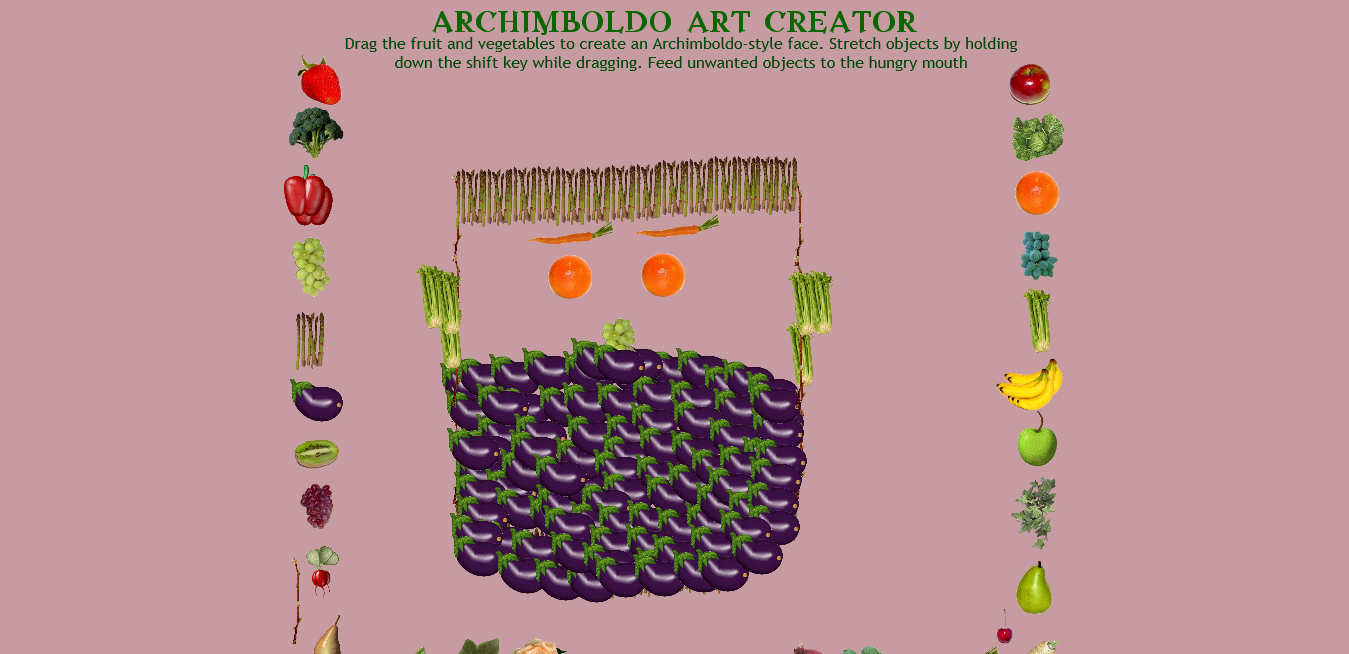 ARCHIMBOLDO ART CREATOR
Drag the fruit and vegetables to create an Archimboldo-style face. Stretch objects by holding
down the shift key while dragging. Feed unwanted objects to the hungry mouth